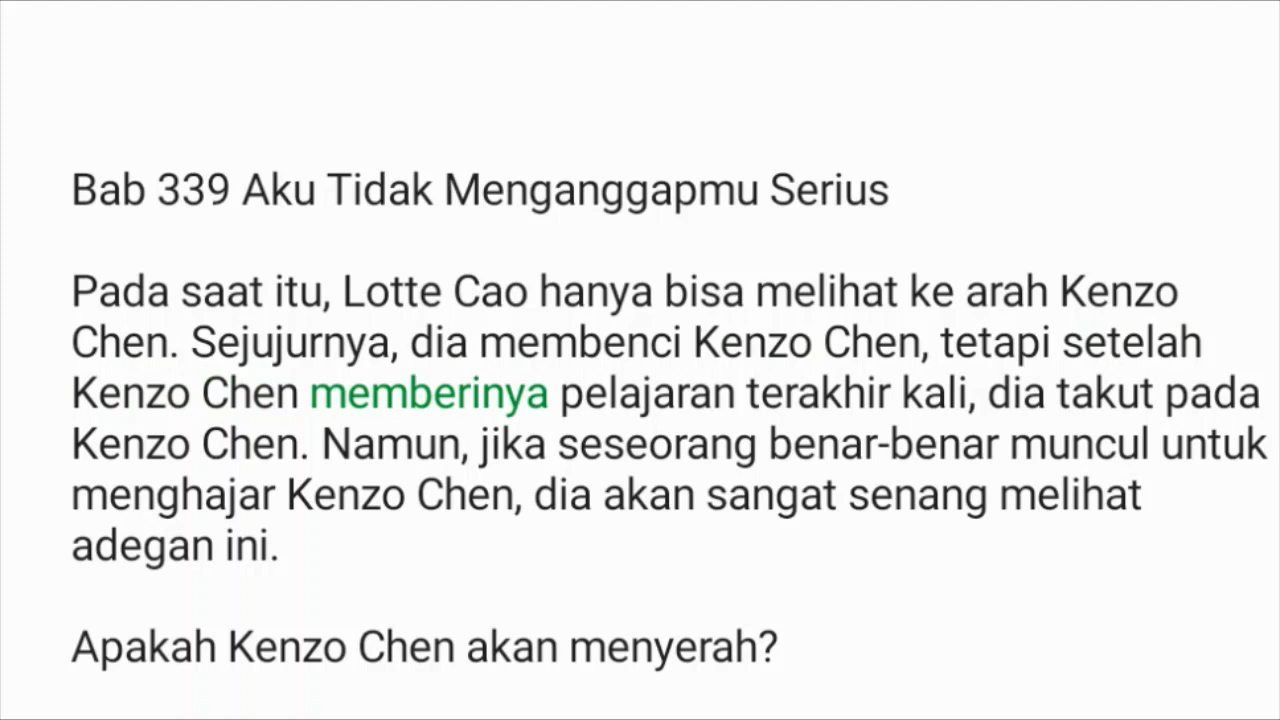 Bab 339 Aku Tidak Menganggapmu Serius
Pada saat itu, Lotte Cao hanya bisa melihat ke arah Kenzo
Chen. Sejujurnya, dia membenci Kenzo Chen, tetapi setelah
Kenzo Chen memberinya pelajaran terakhir kali, dia takut pada
Kenzo Chen. Namun, jika seseorang benar-benar muncul untuk
menghajar Kenzo Chen, dia akan sangat senang melihat
adegan ini.
Apakah Kenzo Chen akan menyerah?